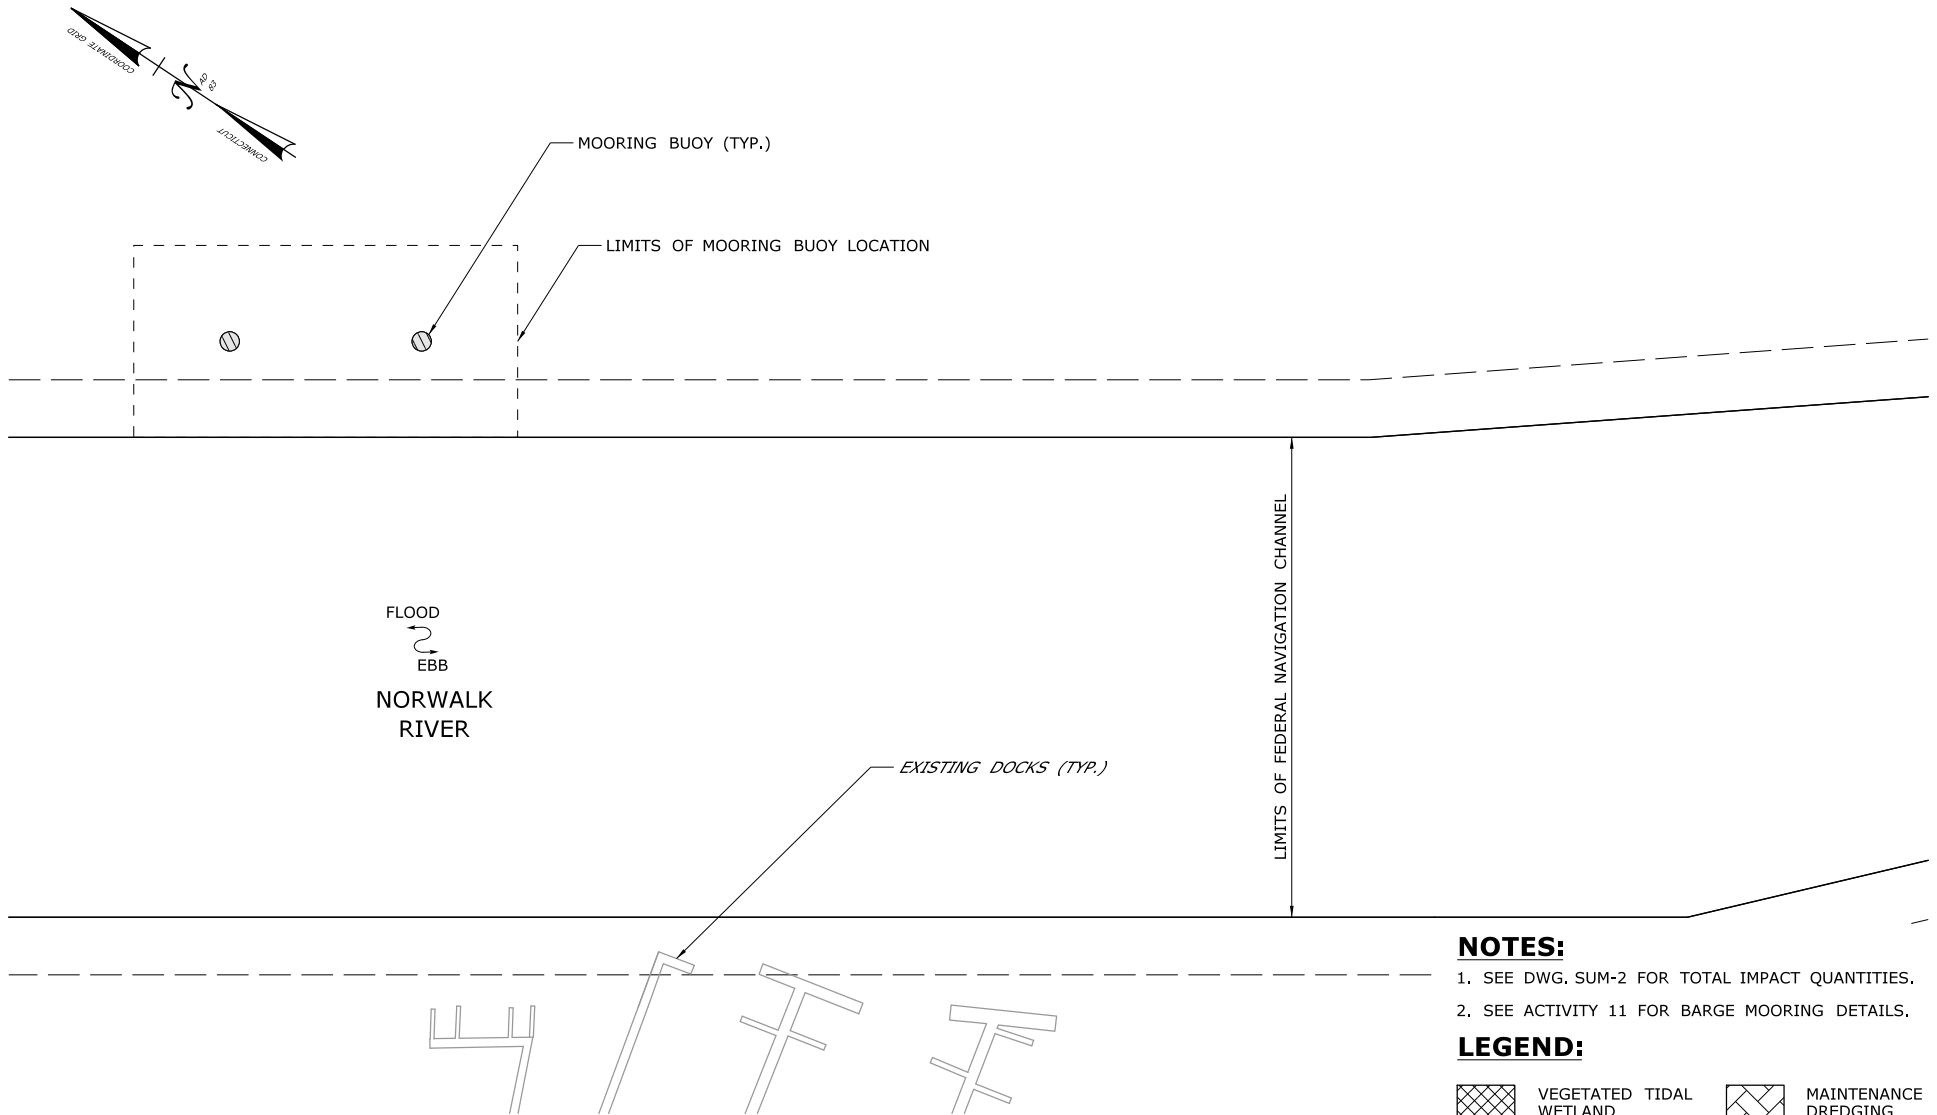 COORDINATE GRID
N
AD
83
CONNECTICUT
MOORING BUOY (TYP.)
LIMITS OF MOORING BUOY LOCATION
LIMITS OF FEDERAL NAVIGATION CHANNEL
FLOOD
EBB
NORWALK
RIVER
EXISTING DOCKS (TYP.)
NOTES:
1. SEE DWG. SUM-2 FOR TOTAL IMPACT QUANTITIES.
2. SEE ACTIVITY 11 FOR BARGE MOORING DETAILS.
LEGEND:
VEGETATED TIDAL
WETLAND
MAINTENANCE
DREDGING